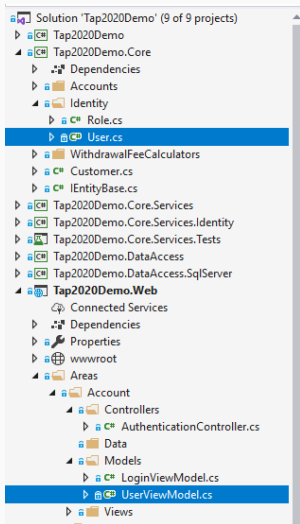 Solution 'Tap2020Demo' (9 of 9 projects)
C# Tap2020Demo
C# Tap2020Demo.Core
Dependencies
Accounts
Identity
C# Role.cs
C# User.cs
WithdrawalFeeCalculators
C# Customer.cs
C# IEntityBase.cs
C# Tap2020Demo.Core.Services
C# Tap2020Demo.Core.Services.Identity
Tap2020Demo.Core.Services.Tests
C# Tap2020Demo.DataAccess
C# Tap2020Demo.DataAccess.SqlServer
Tap2020Demo.Web
Connected Services
Dependencies
Properties
wwwroot
Areas
Account
Controllers
C# AuthenticationController.cs
Data
Models
C# LoginViewModel.cs
C# UserViewModel.cs
Views